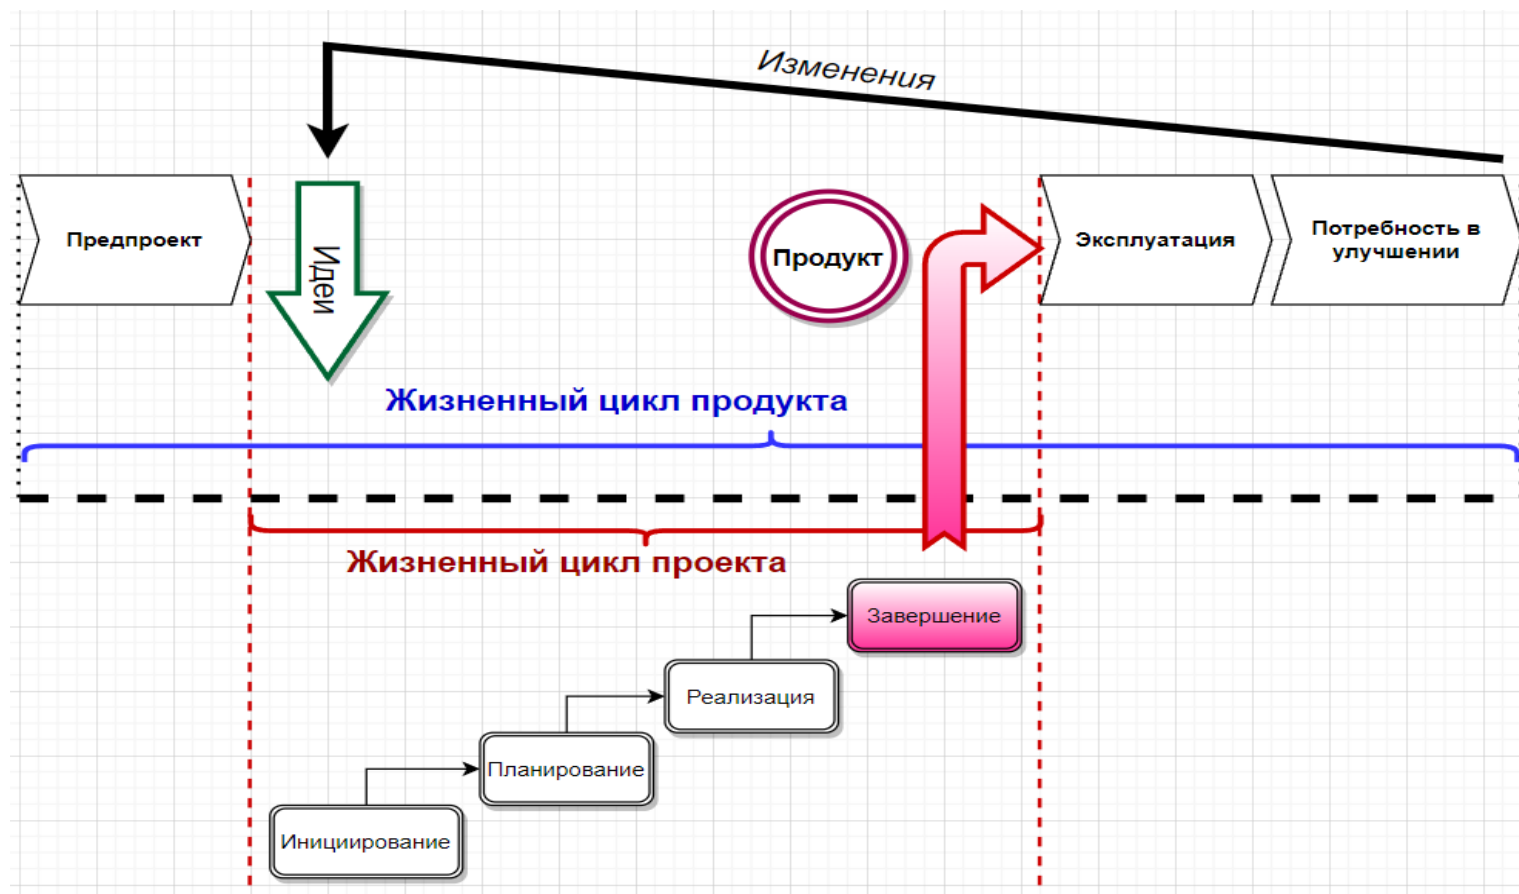 Изменения
Предпроект
Идеи
Продукт
Эксплуатация
Потребность в
улучшении
Жизненный цикл продукта
Жизненный цикл проекта
Завершение
Реализация
Планирование
Инициирование